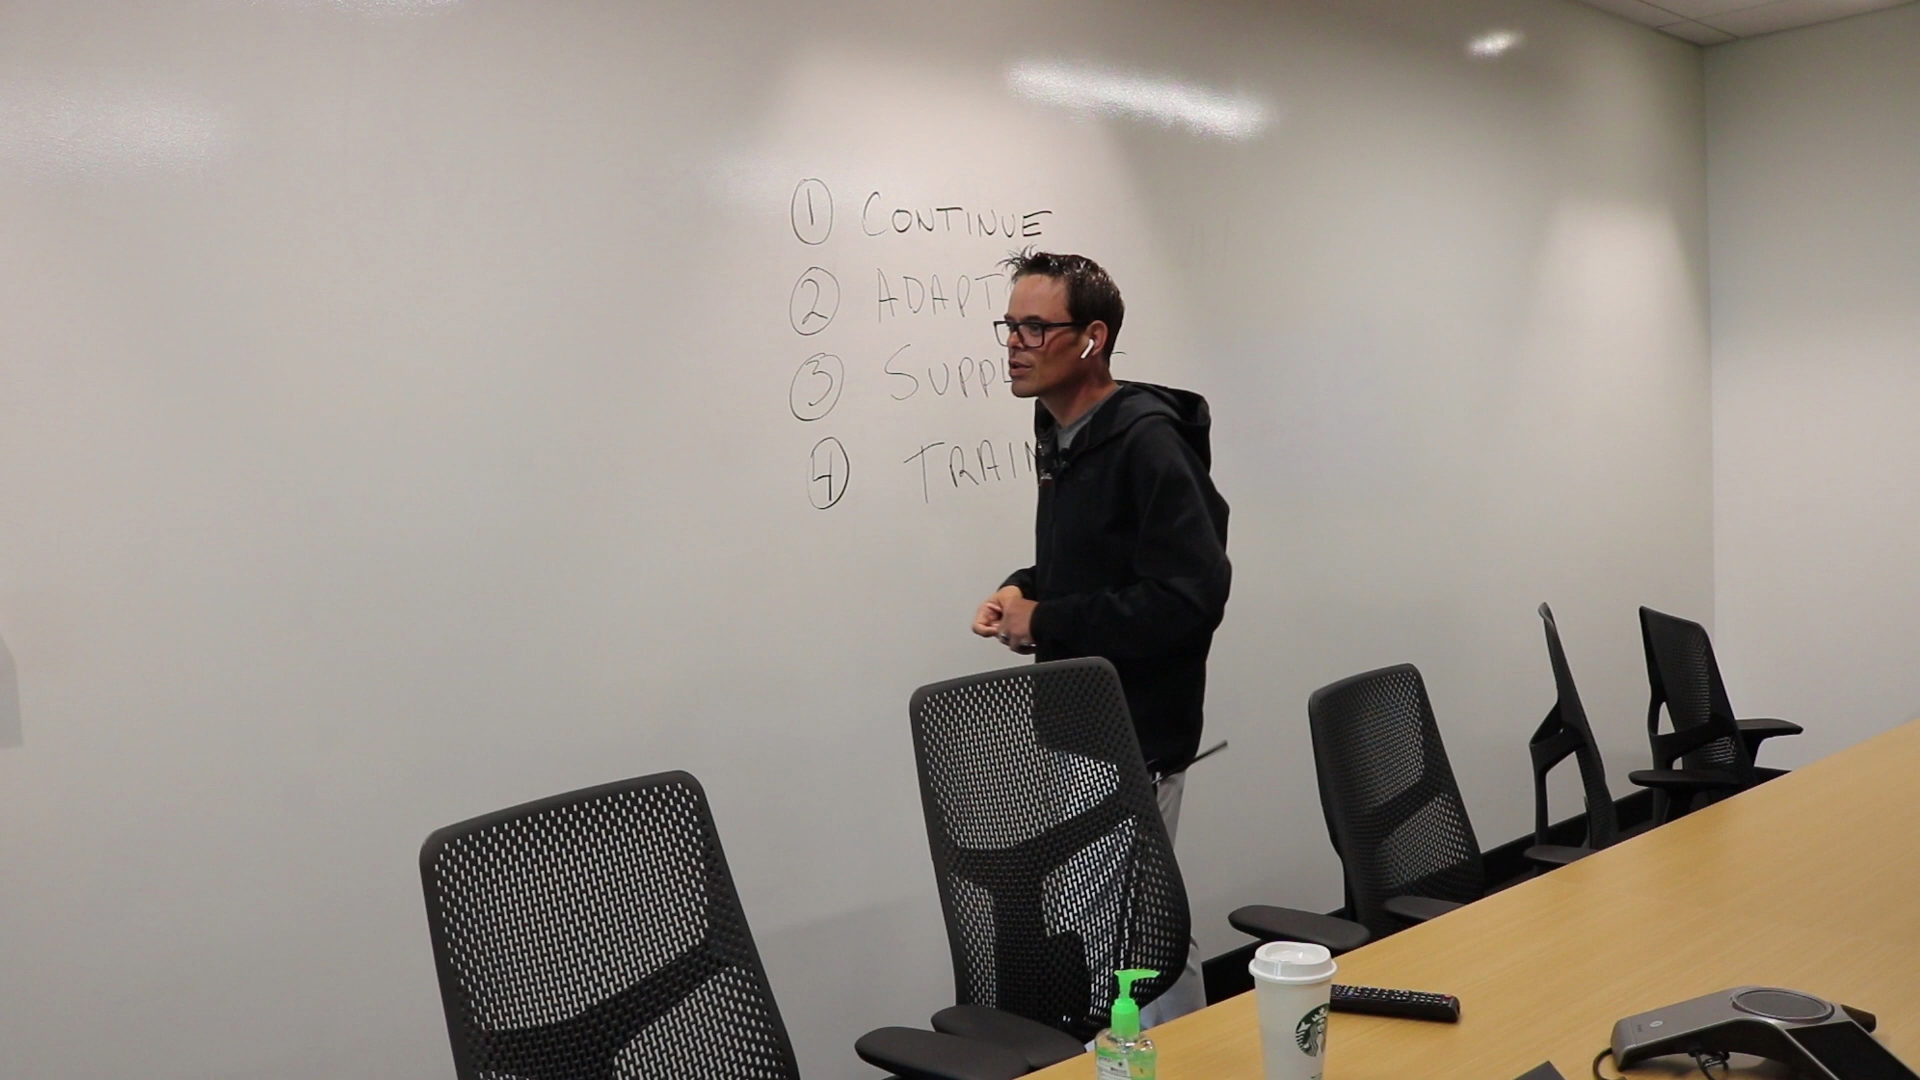 ① CONTINUE
② ADAPT
③ SUPPL
④ TRAIN